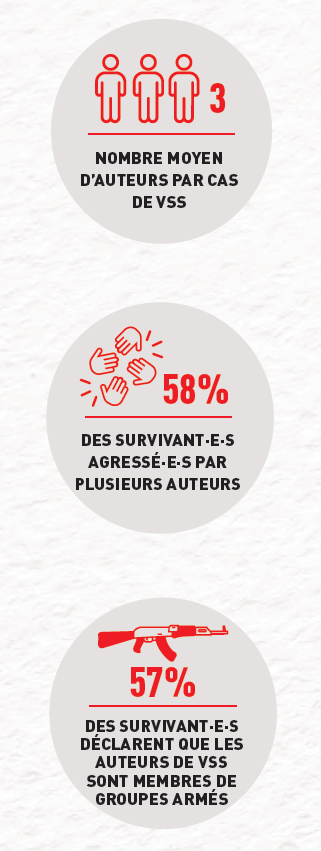 3
NOMBRE MOYEN
D'AUTEURS PAR CAS
DE VSS
58%
DES SURVIVANT·E·S
AGRESSÉ·E·S PAR
PLUSIEURS AUTEURS
57%
DES SURVIVANT·E·S
DÉCLARENT QUE LES
AUTEURS DE VSS
SONT MEMBRES DE
GROUPES ARMÉS